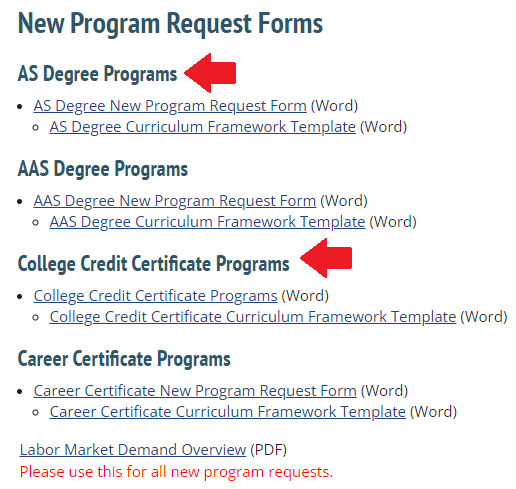 New Program Request Forms
AS Degree Programs
• AS Degree New Program Request Form (Word)
○ AS Degree Curriculum Framework Template (Word)
AAS Degree Programs
• AAS Degree New Program Request Form (Word)
○ AAS Degree Curriculum Framework Template (Word)
College Credit Certificate Programs
• College Credit Certificate Programs (Word)
○ College Credit Certificate Curriculum Framework Template (Word)
Career Certificate Programs
• Career Certificate New Program Request Form (Word)
○ Career Certificate Curriculum Framework Template (Word)
Labor Market Demand Overview (PDF)
Please use this for all new program requests.